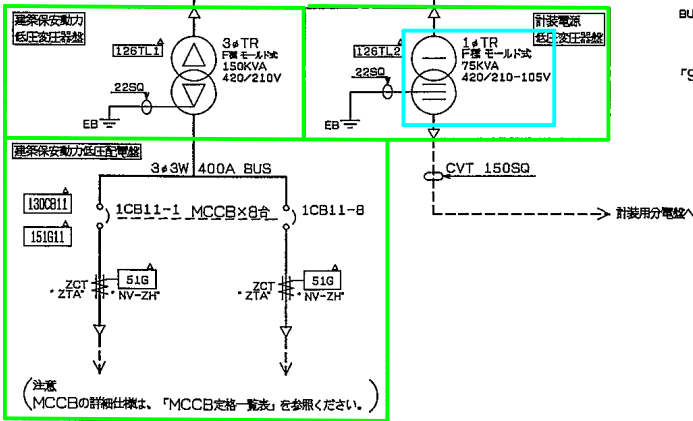 建築保安動力
低圧変圧器盤
126TL1
3φTR
F種 モールド式
150KVA
420/210V
22SQ
EB
計装電源
低圧変圧器盤
126TL2
1φTR
F種 モールド式
75KVA
420/210-105V
22SQ
EB
BU
建築保安動力低圧配電盤
3φ3W 400A BUS
CVT 150SQ
計装用分電盤へ
130CB11
151G11
1CB11-1 MCCB×8台
1CB11-8
ZCT
"ZTA"
51G
"NV-ZH"
ZCT
"ZTA"
51G
"NV-ZH"
注意
MCCBの詳細仕様は、「MCCB定格一覧表」を参照ください。